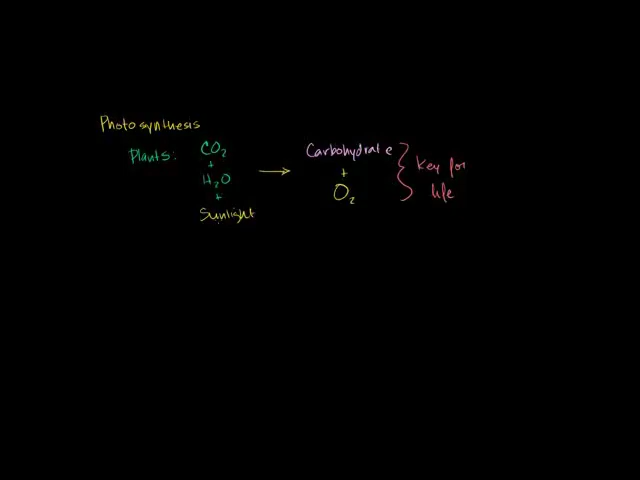 Photosynthesis
Plants: CO₂
+
H₂O
+
Sunlight
→
Carbohydrate
+
O₂
Key for
life